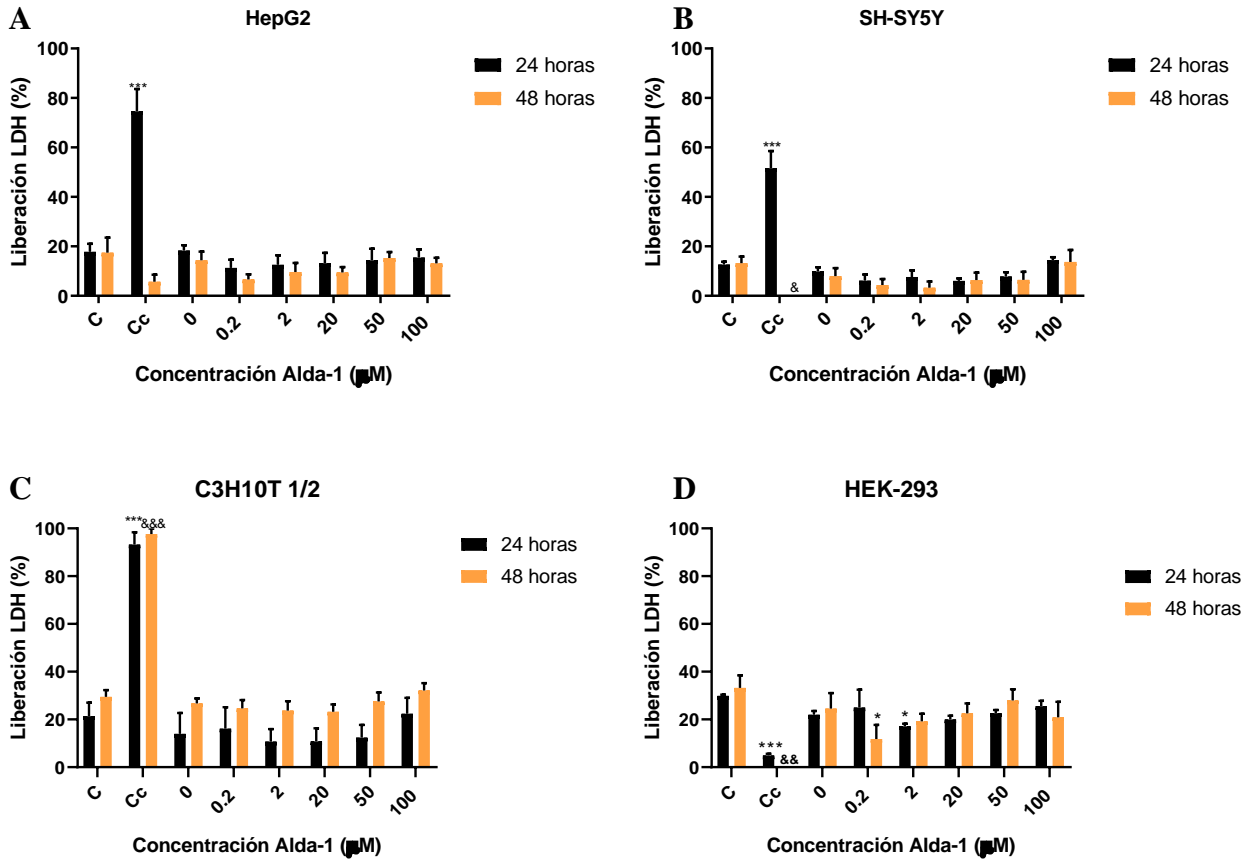 A
HepG2
Liberación LDH (%)
100
80
60
40
20
0
***
24 horas
48 horas
C
Cc
0
0.2
2
20
50
100
Concentración Alda-1 (μM)
B
SH-SY5Y
Liberación LDH (%)
100
80
60
40
20
0
***
&
24 horas
48 horas
C
Cc
0
0.2
2
20
50
100
Concentración Alda-1 (μM)
C
C3H10T 1/2
Liberación LDH (%)
100
80
60
40
20
0
***&&&
24 horas
48 horas
C
Cc
0
0.2
2
20
50
100
Concentración Alda-1 (μM)
D
HEK-293
Liberación LDH (%)
100
80
60
40
20
0
***
&&
*
*
24 horas
48 horas
C
Cc
0
0.2
2
20
50
100
Concentración Alda-1 (μM)